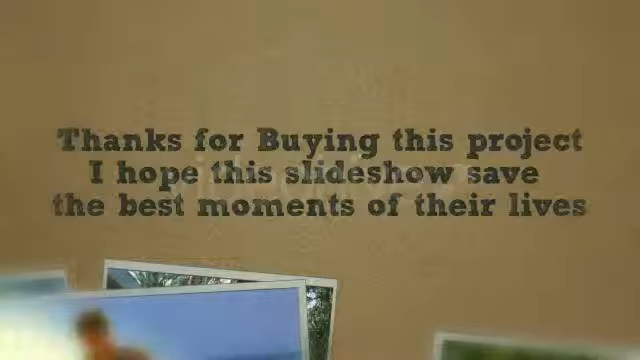 Thanks for Buying this project
I hope this slideshow save
the best moments of their lives